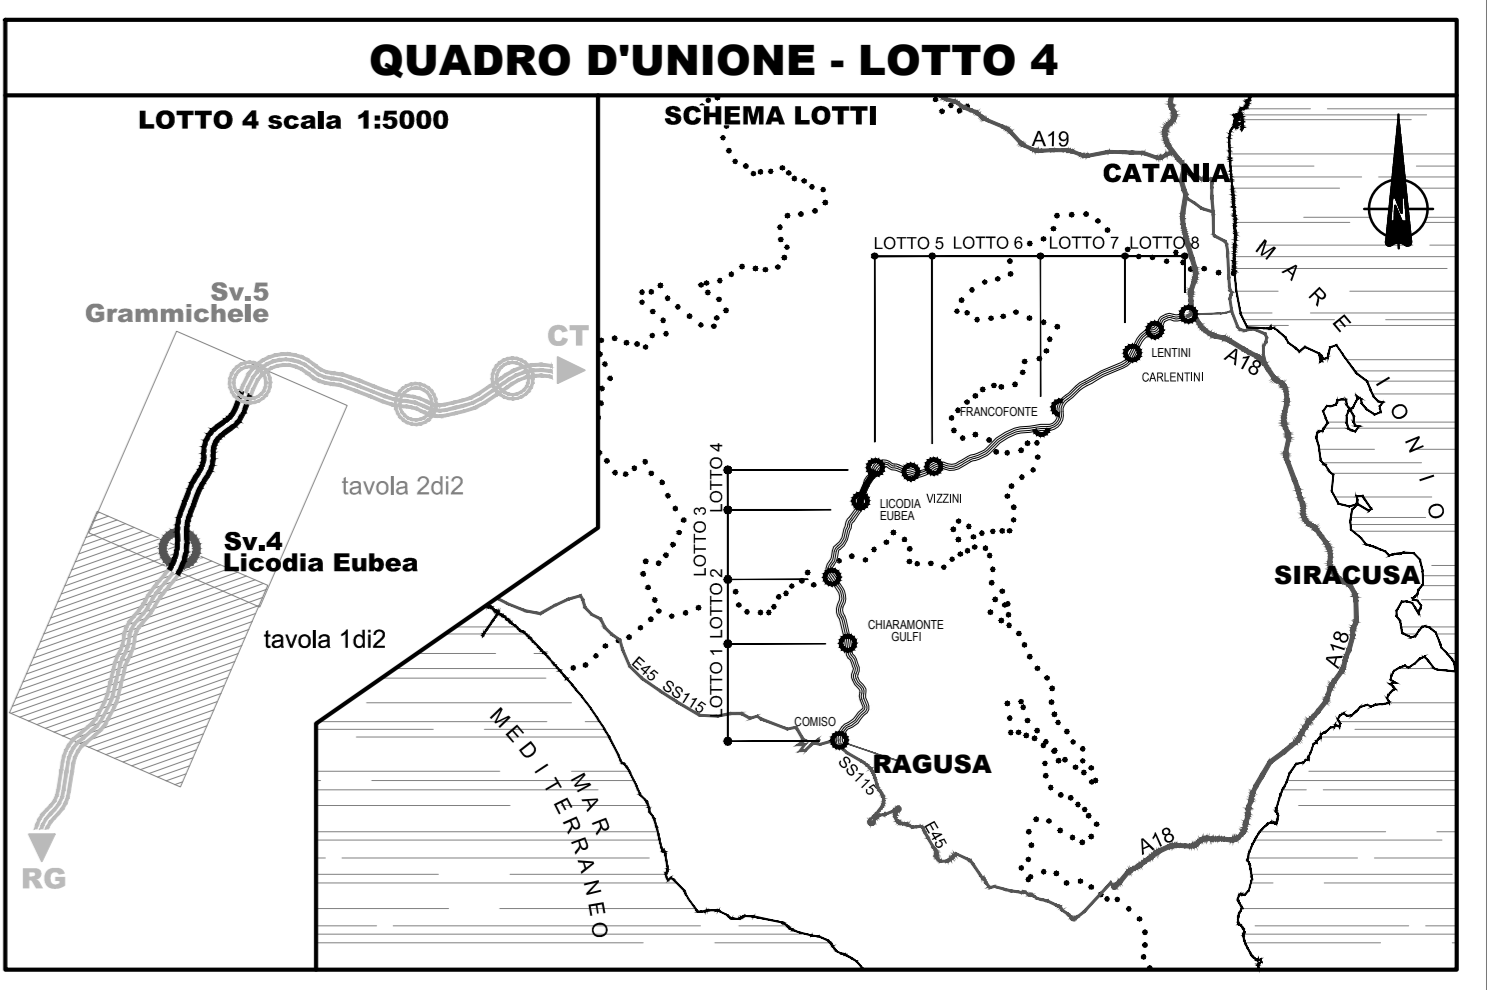 QUADRO D'UNIONE - LOTTO 4
LOTTO 4 scala 1:5000
SCHEMA LOTTI
A19
CATANIA
N
LOTTO 5
LOTTO 6
LOTTO 7
LOTTO 8
MARE
IONIO
Sv.5
Grammichele
CT
LENTINI
CARLENTINI
A18
FRANCOFONTE
tavola 2di2
LOTTO 4
LOTTO 3
LOTTO 2
LOTTO 1
LICODIA
EUBEA
VIZZINI
Sv.4
Licodia Eubea
SIRACUSA
tavola 1di2
CHIARAMONTE
GULFI
A18
E45 SS115
COMISO
RAGUSA
SS115
MAR
MEDITERRANEO
E45
A18
RG